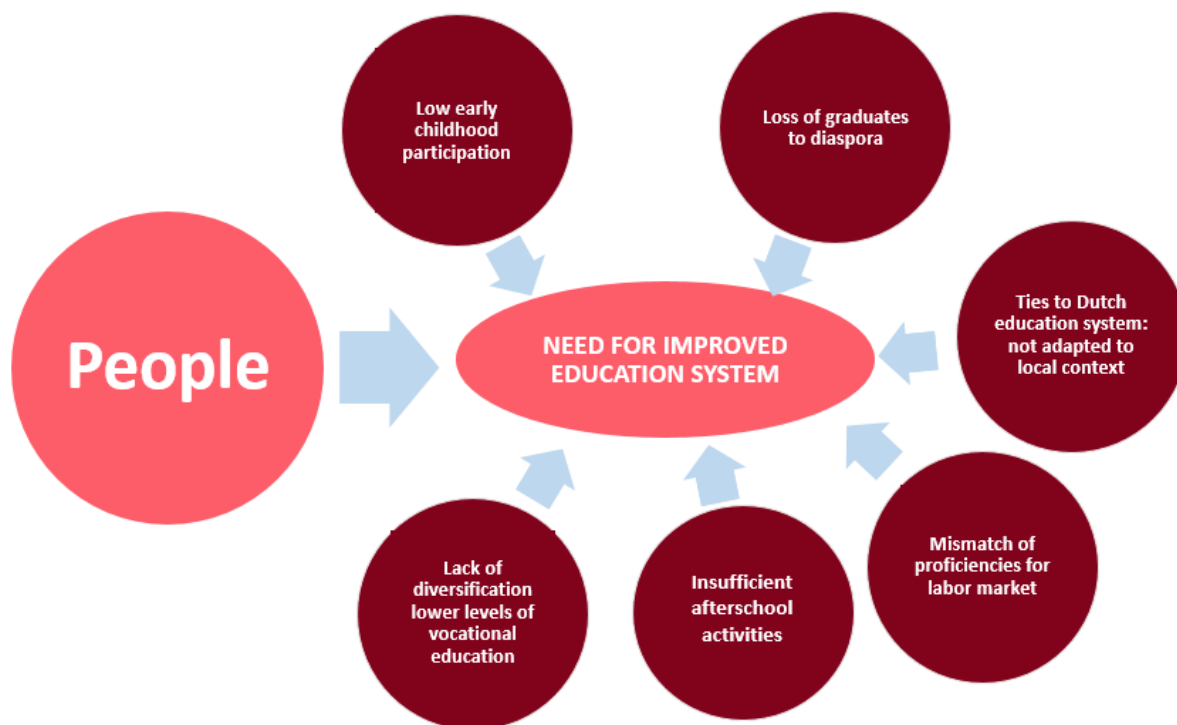 Low early
childhood
participation
Loss of graduates
to diaspora
People
NEED FOR IMPROVED
EDUCATION SYSTEM
Ties to Dutch
education system:
not adapted to
local context
Mismatch of
proficiencies for
labor market
Insufficient
afterschool
activities
Lack of
diversification
lower levels of
vocational
education